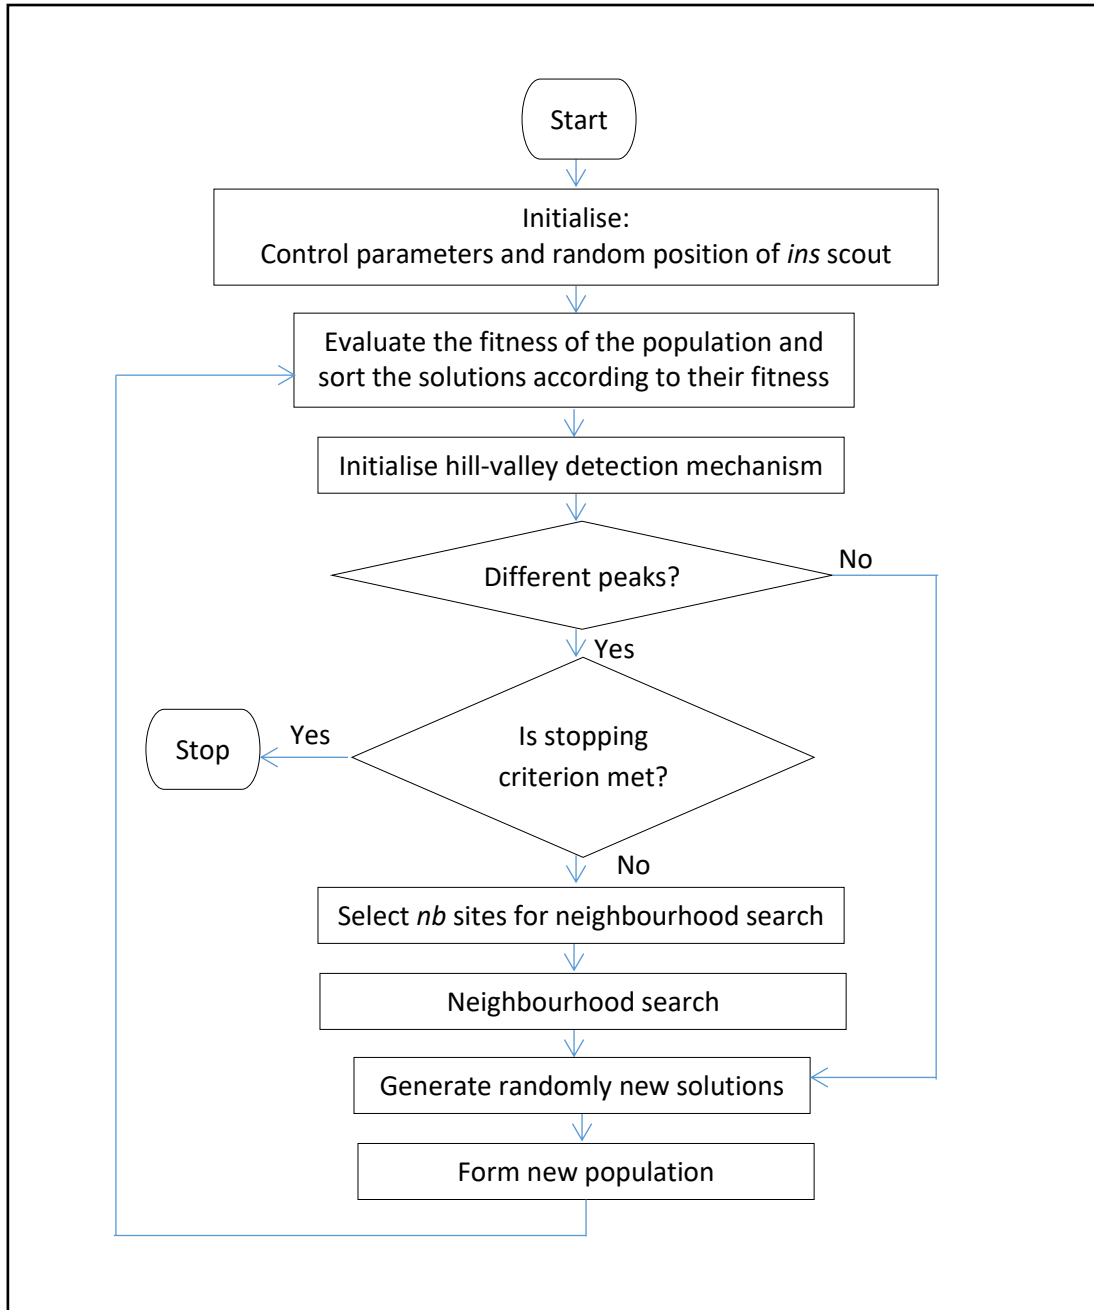 Start
Initialise:
Control parameters and random position of ins scout
Evaluate the fitness of the population and
sort the solutions according to their fitness
Initialise hill-valley detection mechanism
Different peaks?
No
Yes
Is stopping
criterion met?
Yes
Stop
No
Select nb sites for neighbourhood search
Neighbourhood search
Generate randomly new solutions
Form new population